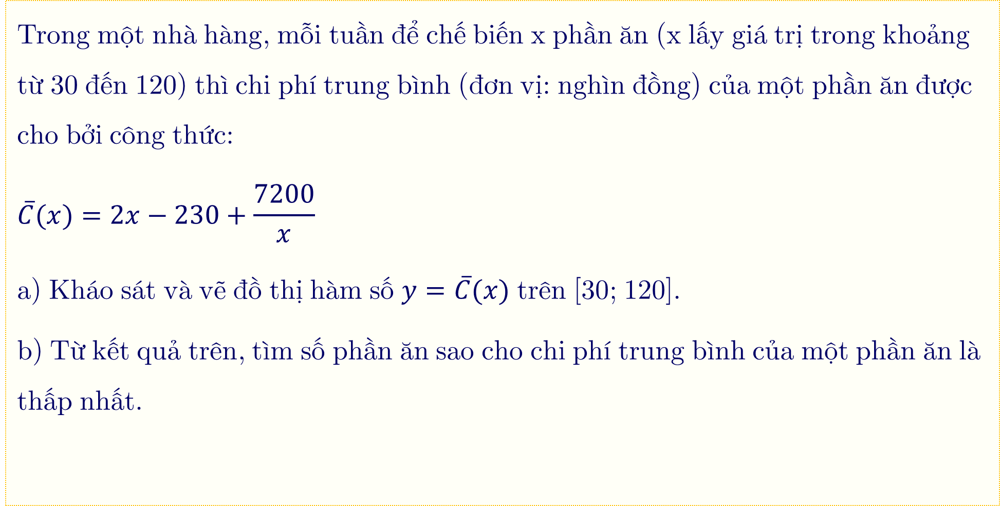 Trong một nhà hàng, mỗi tuần để chế biến x phần ăn (x lấy giá trị trong khoảng
từ 30 đến 120) thì chi phí trung bình (đơn vị: nghìn đồng) của một phần ăn được
cho bởi công thức:
C̄(x) = 2x − 230 + 7200/x
a) Kháo sát và vẽ đồ thị hàm số y = C̄(x) trên [30; 120].
b) Từ kết quả trên, tìm số phần ăn sao cho chi phí trung bình của một phần ăn là
thấp nhất.